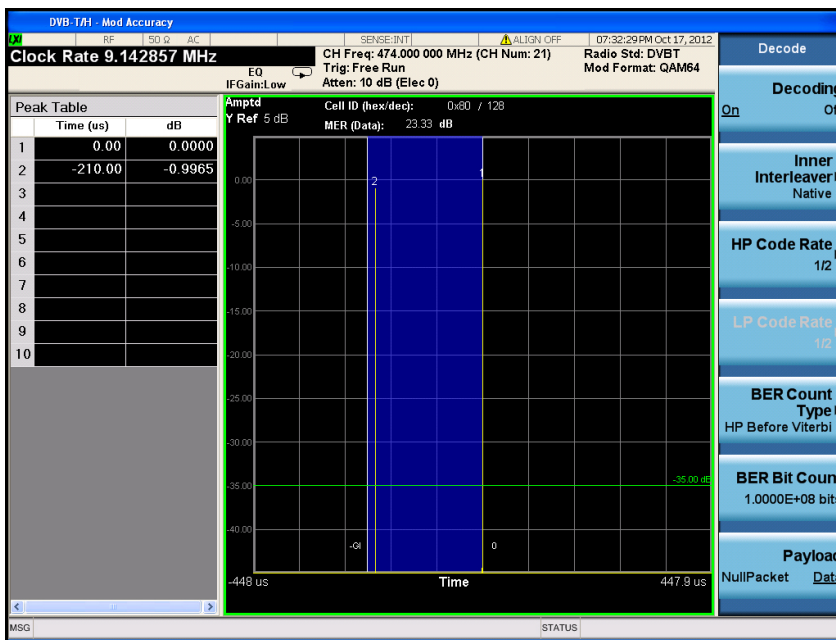 DVB-T/H - Mod Accuracy
LXI RF 50 Ω AC SENSE:INT ALIGN OFF 07:32:29 PM Oct 17, 2012
Clock Rate 9.142857 MHz
EQ
IFGain:Low
CH Freq: 474.000 000 MHz (CH Num: 21)
Trig: Free Run
Atten: 10 dB (Elec 0)
Radio Std: DVBT
Mod Format: QAM64
Peak Table
Time (us) dB
1 0.00 0.0000
2 -210.00 -0.9965
3
4
5
6
7
8
9
10
Amptd
Y Ref 5 dB
Cell ID (hex/dec): 0x80 / 128
MER (Data): 23.33 dB
2 1
0.00
-5.00
-10.00
-15.00
-20.00
-25.00
-30.00
-35.00
-40.00
-35.00 dB
-GI 0
-448 us Time 447.9 us
Decode
Decoding
On Of
Inner
Interleaver
Native
HP Code Rate
1/2
LP Code Rate
1/2
BER Count
Type
HP Before Viterbi
BER Bit Coun
1.0000E+08 bit
Payloa
NullPacket Data
MSG STATUS